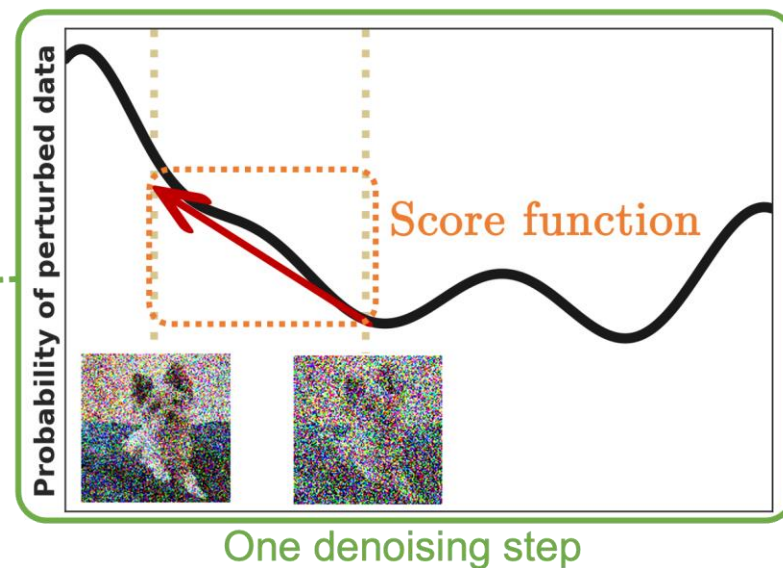 Probability of perturbed data
Score function
One denoising step